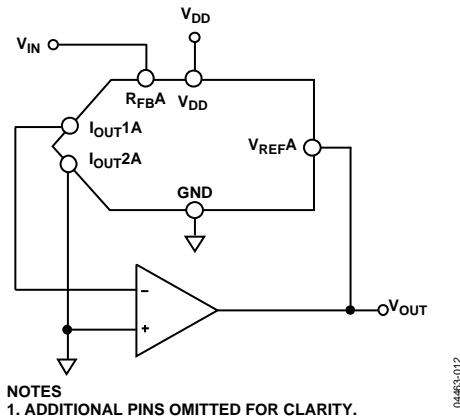 VDD
VIN
RFBA VDD
IOUT1A
VREFA
IOUT2A
GND
–
VOUT
+
NOTES
1. ADDITIONAL PINS OMITTED FOR CLARITY.
04463-012